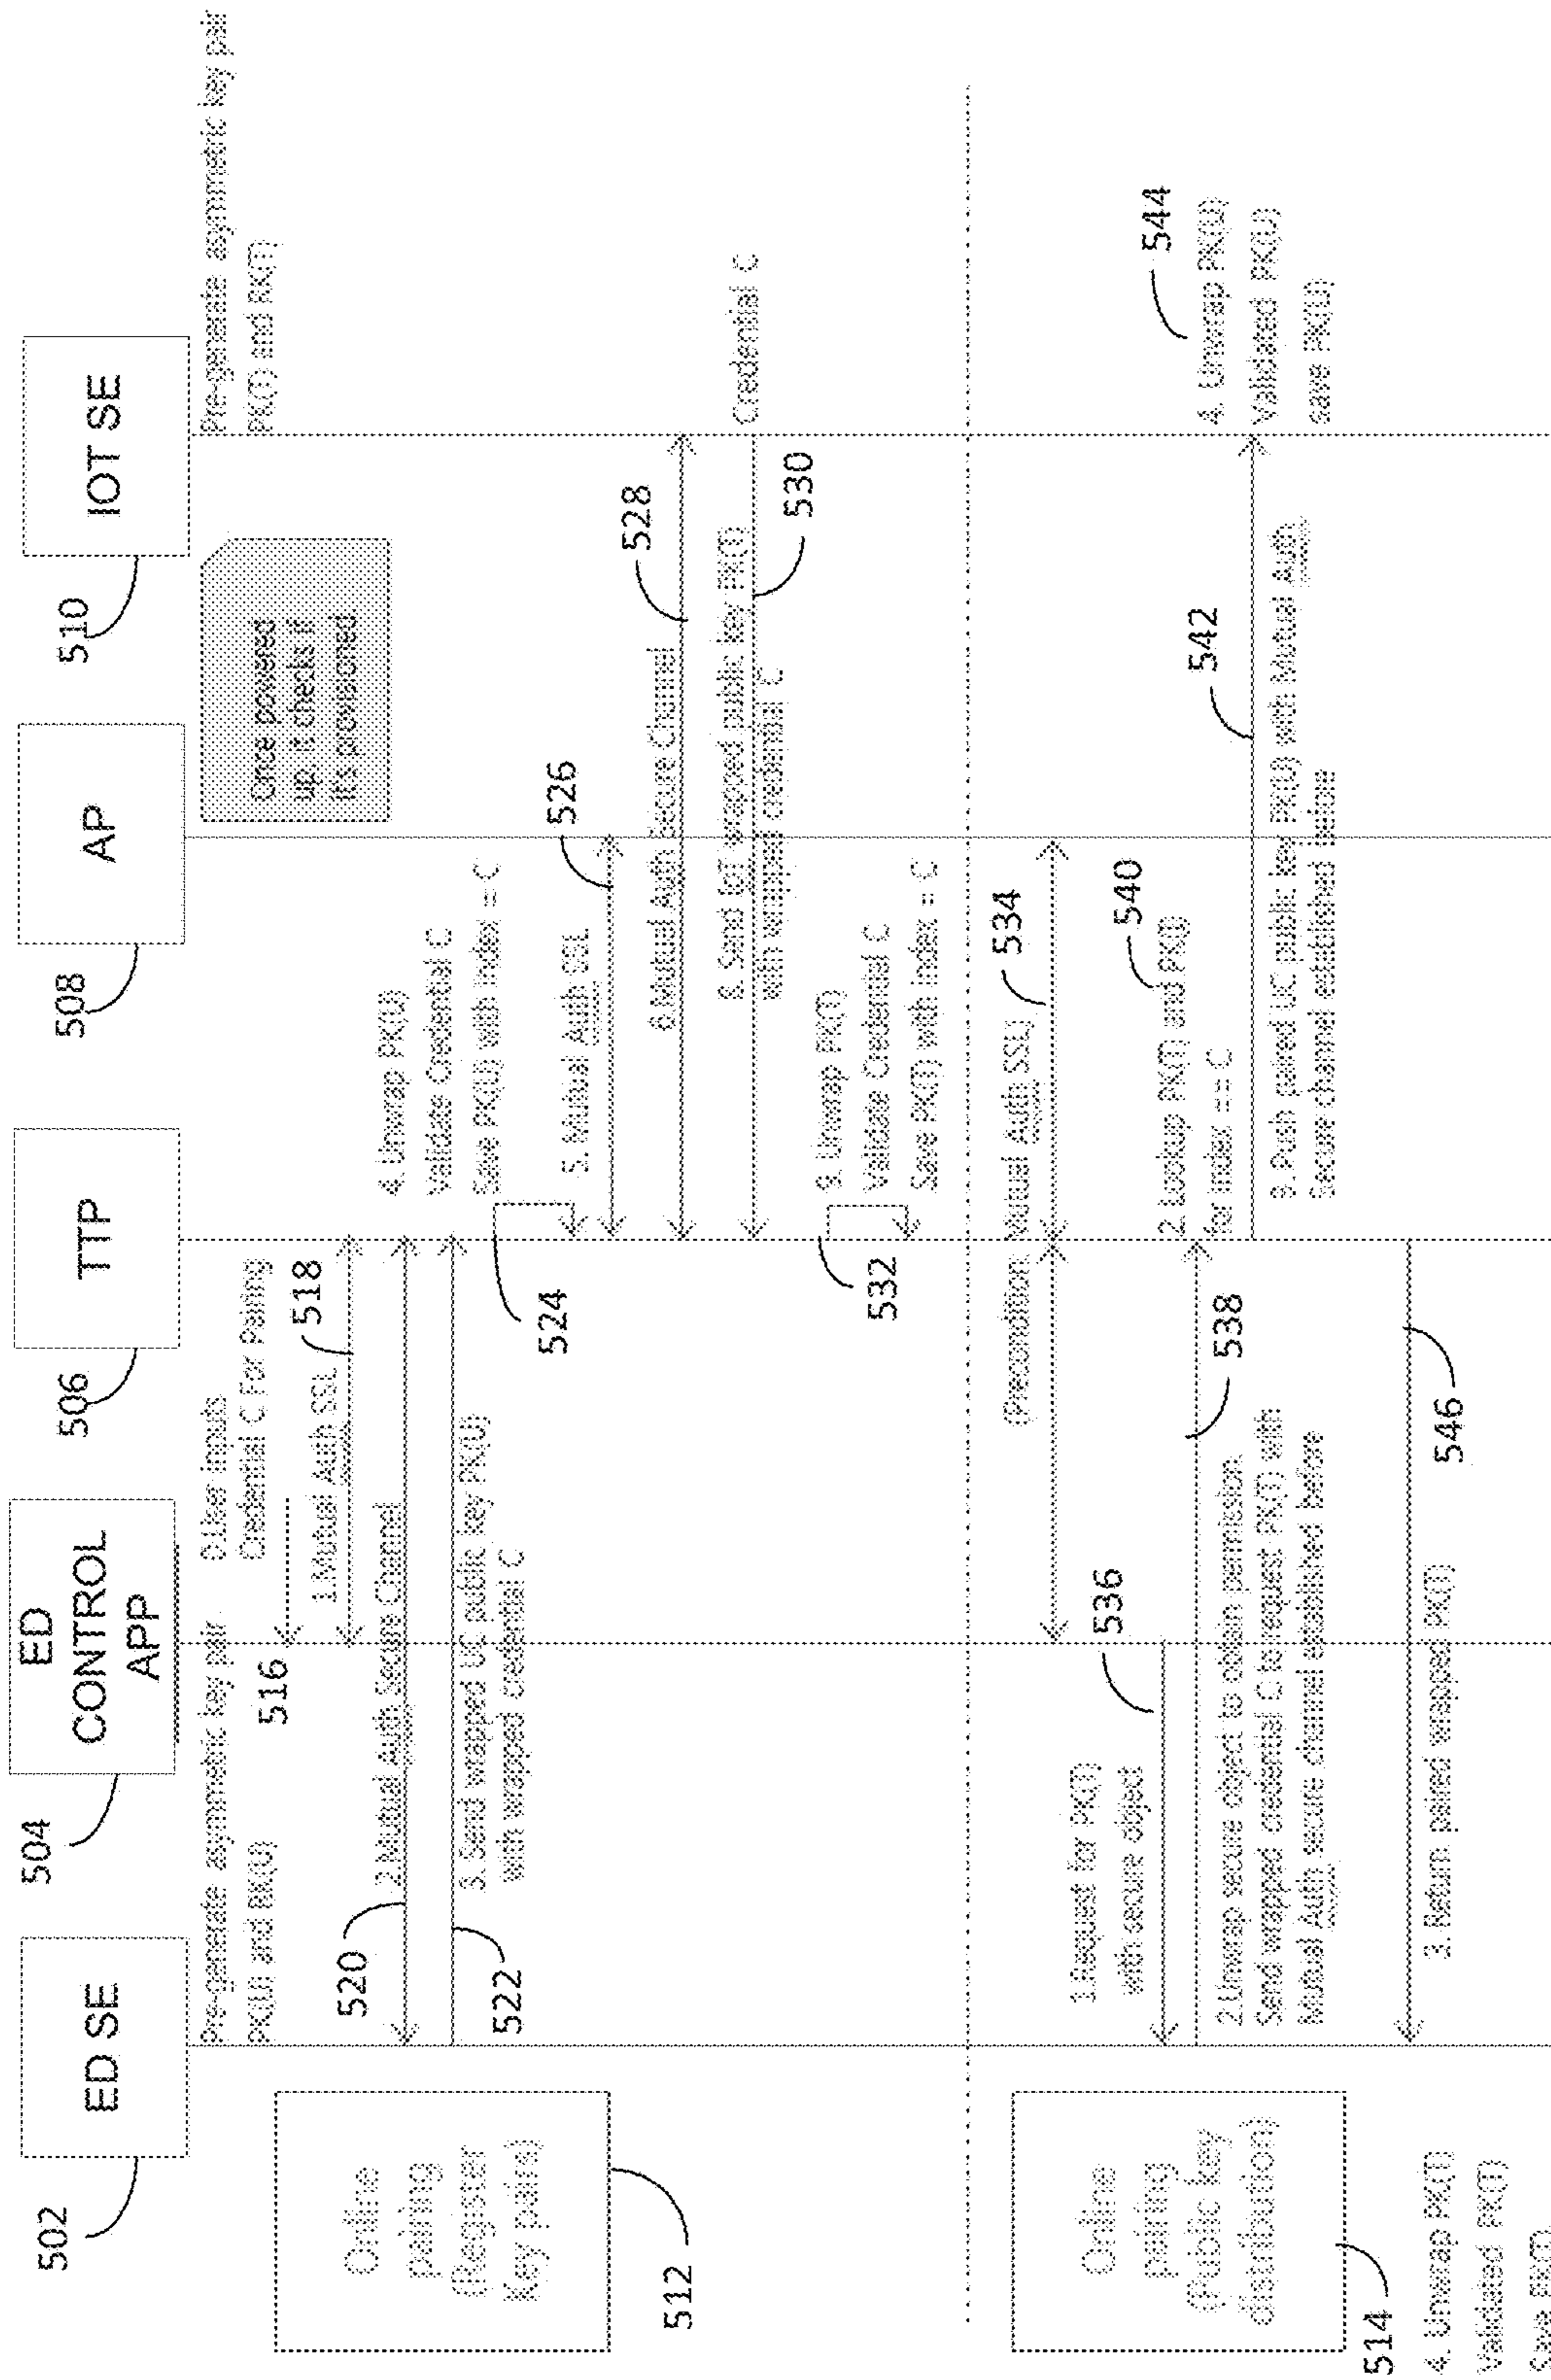 ED SE
502
ED
CONTROL
APP
504
TTP
506
AP
508
IOT SE
510
Online
pairing
(Register
Key pairs)
512
Pre-generate asymmetric key pair
PK(U) and RK(U)
0.User inputs
Credential C For Pairing
516
1.Mutual Auth SSL
518
2.Mutual Auth Secure Channel
520
3. Send wrapped UC public key PK(U)
with wrapped credential C
522
4. Unwrap PK(U)
Validate Credential C
Save PK(U) with index = C
524
5. Mutual Auth SSL
526
Once powered
up, it checks if
it's provisioned
Pre-generate asymmetric key pair
PK(T) and RK(T)
6.Mutual Auth Secure Channel
528
8. Send IoT wrapped public key PK(T)
with wrapped credential C
Credential C
530
9. Unwrap PK(T)
Validate Credential C
Save PK(T) with index = C
532
Online
pairing
(Public key
distribution)
514
(Precondition: Mutual Auth SSL)
534
1.Request for PK(T)
with secure object
536
2.Unwrap secure object to obtain permission.
Send wrapped credential C to request PK(T) with
Mutual Auth secure channel established before
538
2. Lookup PK(T) and PK(
for index == C
540
Push paired UC public key PK(U) with Mutual Auth
Secure channel established before
542
4. Unwrap PK(U)
Validated PK(U)
save PK(U)
544
3. Return paired wrapped PK(T)
546
4. Unwrap PK(T)
Validated PK(T)
Save PK(T)